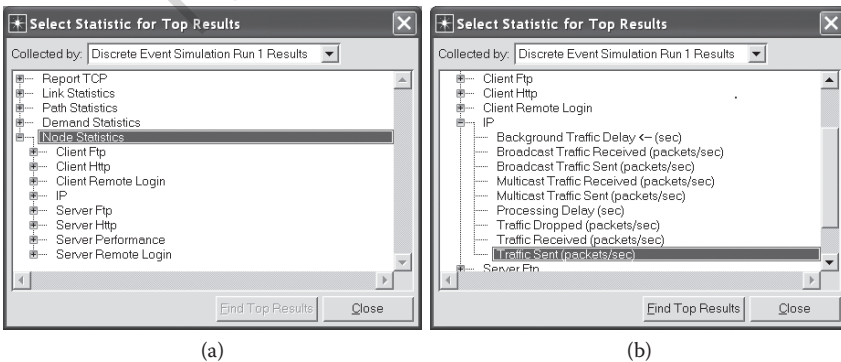 Select Statistic for Top Results
Collected by: Discrete Event Simulation Run 1 Results
Report TCP
Link Statistics
Path Statistics
Demand Statistics
Node Statistics
Client Ftp
Client Http
Client Remote Login
IP
Server Ftp
Server Http
Server Performance
Server Remote Login
Find Top Results Close
(a)
Select Statistic for Top Results
Collected by: Discrete Event Simulation Run 1 Results
Client Ftp
Client Http
Client Remote Login
IP
Background Traffic Delay <-- (sec)
Broadcast Traffic Received (packets/sec)
Broadcast Traffic Sent (packets/sec)
Multicast Traffic Received (packets/sec)
Multicast Traffic Sent (packets/sec)
Processing Delay (sec)
Traffic Dropped (packets/sec)
Traffic Received (packets/sec)
Traffic Sent (packets/sec)
Server Ftp
Find Top Results Close
(b)